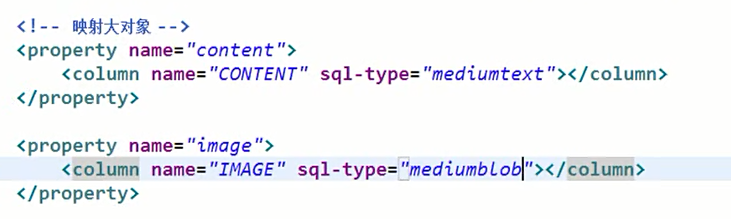 <!-- 映射大对象 -->
<property name="content">
<column name="CONTENT" sql-type="mediumtext"></column>
</property>
<property name="image">
<column name="IMAGE" sql-type="mediumblob"></column>
</property>